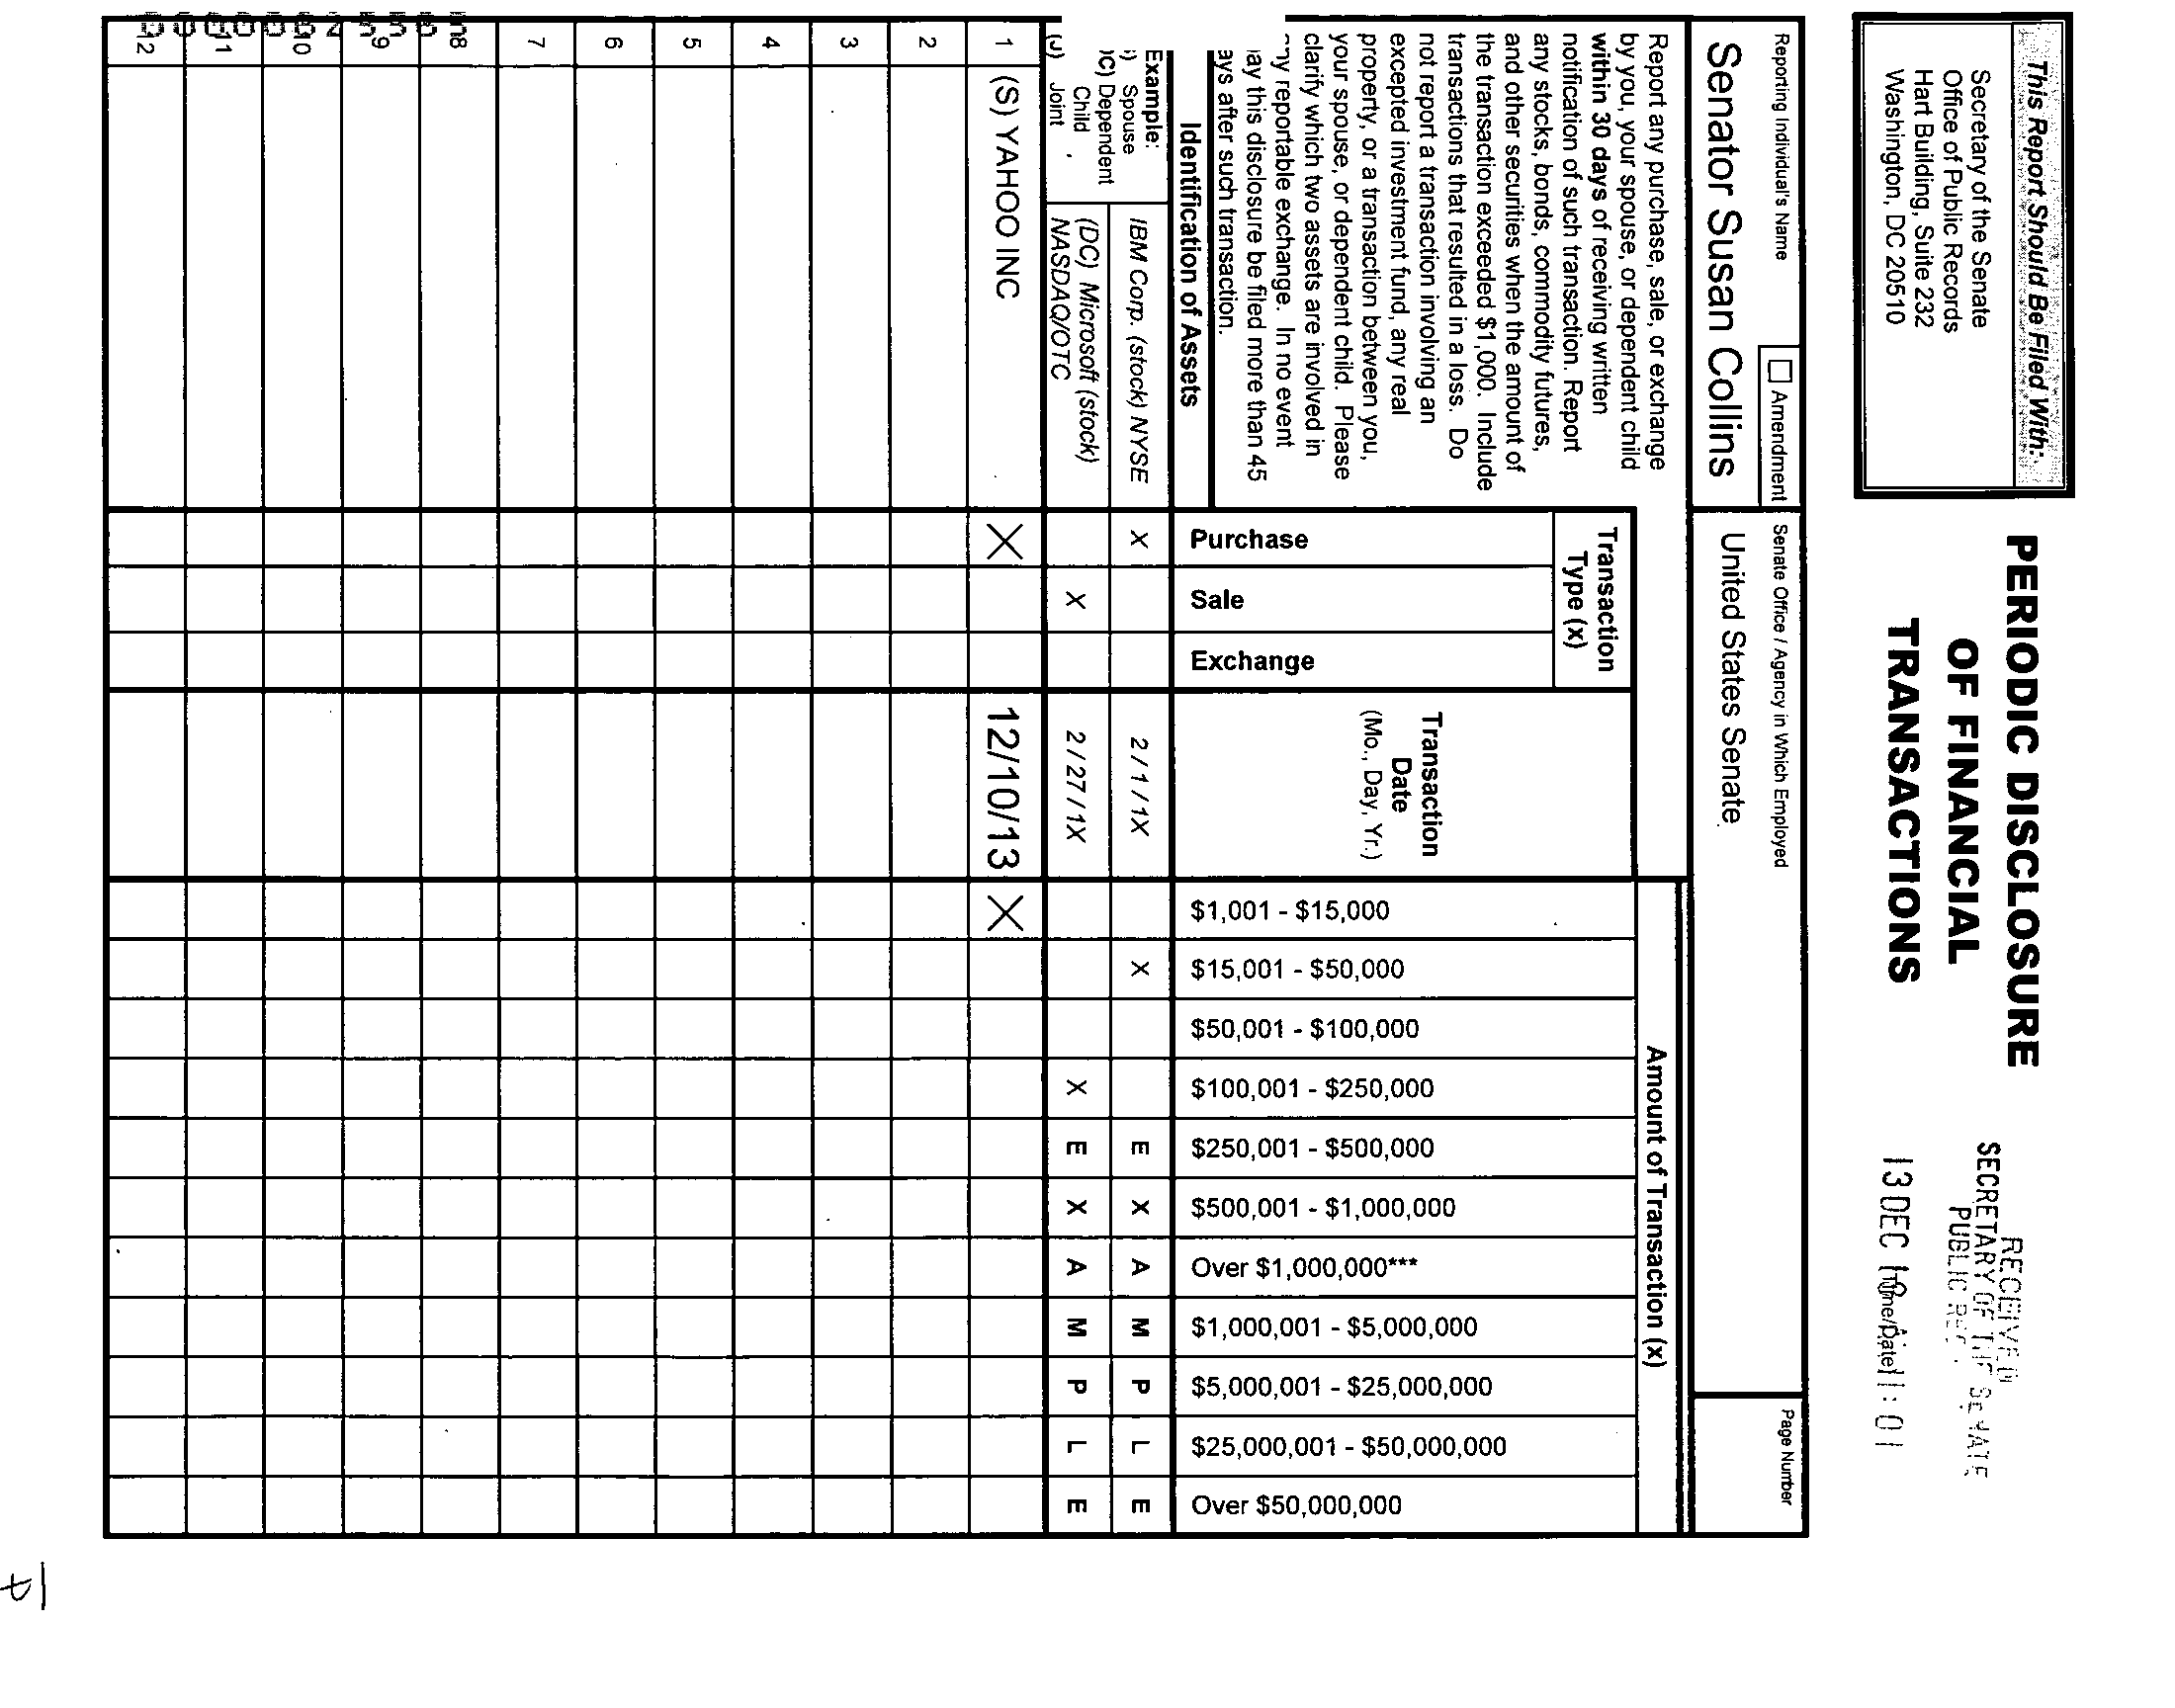 This Report Should Be Filed With:
Secretary of the Senate
Office of Public Records
Hart Building, Suite 232
Washington, DC 20510
PERIODIC DISCLOSURE
OF FINANCIAL
TRANSACTIONS
RECEIVED
SECRETARY OF THE SENATE
PUBLIC
13 DEC 18 11:01
Time/Date
Reporting Individual's Name
Amendment
Senator Susan Collins
Senate Office / Agency in Which Employed
United States Senate
Page Number
Report any purchase, sale, or exchange
by you, your spouse, or dependent child
within 30 days of receiving written
notification of such transaction. Report
any stocks, bonds, commodity futures,
and other securities when the amount of
the transaction exceeded $1,000. Include
transactions that resulted in a loss. Do
not report a transaction involving an
excepted investment fund, any real
property, or a transaction between you,
your spouse, or dependent child. Please
clarify which two assets are involved in
ny reportable exchange. In no event
ay this disclosure be filed more than 45
ays after such transaction.
Identification of Assets
Transaction
Type (x)
Purchase
Sale
Exchange
Transaction
Date
(Mo., Day, Yr.)
Amount of Transaction (x)
$1,001 - $15,000
$15,001 - $50,000
$50,001 - $100,000
$100,001 - $250,000
$250,001 - $500,000
$500,001 - $1,000,000
Over $1,000,000***
$1,000,001 - $5,000,000
$5,000,001 - $25,000,000
$25,000,001 - $50,000,000
Over $50,000,000
Example:
) Spouse
)C) Dependent
Child
(J) Joint
IBM Corp. (stock) NYSE X 2 / 1 / 1X X E X A M P L E
(DC) Microsoft (stock)
NASDAQ/OTC X 2 / 27 / 1X X E X A M P L E
1 (S) YAHOO INC X 12/10/13 X
2
3
4
5
6
7
8
9
10
11
12